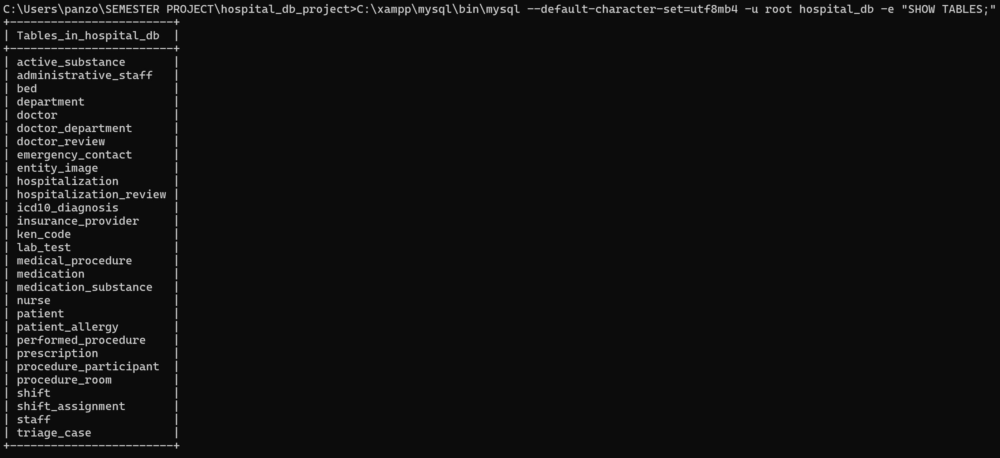 C:\Users\panzo\SEMESTER PROJECT\hospital_db_project>C:\xampp\mysql\bin\mysql --default-character-set=utf8mb4 -u root hospital_db -e "SHOW TABLES;"
+------------------------+
| Tables_in_hospital_db  |
+------------------------+
| active_substance       |
| administrative_staff   |
| bed                    |
| department             |
| doctor                 |
| doctor_department      |
| doctor_review          |
| emergency_contact      |
| entity_image           |
| hospitalization        |
| hospitalization_review |
| icd10_diagnosis        |
| insurance_provider     |
| ken_code               |
| lab_test               |
| medical_procedure      |
| medication             |
| medication_substance   |
| nurse                  |
| patient                |
| patient_allergy        |
| performed_procedure    |
| prescription           |
| procedure_participant  |
| procedure_room         |
| shift                  |
| shift_assignment       |
| staff                  |
| triage_case            |
+------------------------+